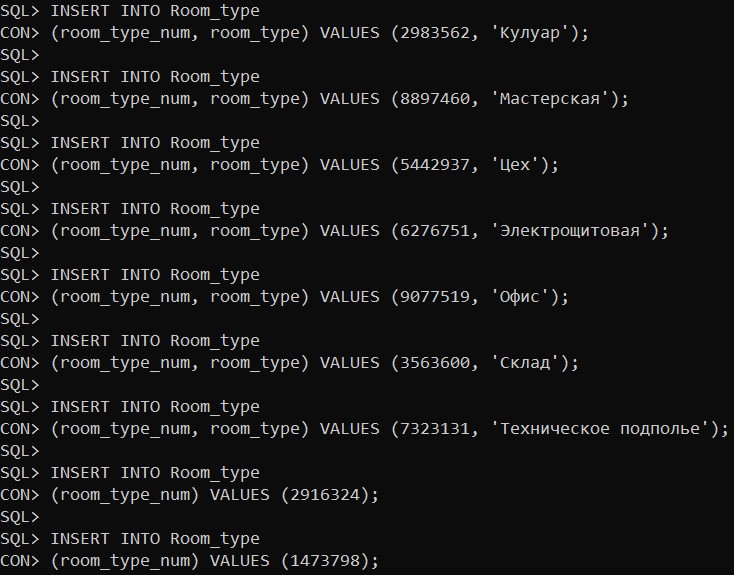 SQL> INSERT INTO Room_type
CON> (room_type_num, room_type) VALUES (2983562, 'Кулуар');
SQL>
SQL> INSERT INTO Room_type
CON> (room_type_num, room_type) VALUES (8897460, 'Мастерская');
SQL>
SQL> INSERT INTO Room_type
CON> (room_type_num, room_type) VALUES (5442937, 'Цех');
SQL>
SQL> INSERT INTO Room_type
CON> (room_type_num, room_type) VALUES (6276751, 'Электрощитовая');
SQL>
SQL> INSERT INTO Room_type
CON> (room_type_num, room_type) VALUES (9077519, 'Офис');
SQL>
SQL> INSERT INTO Room_type
CON> (room_type_num, room_type) VALUES (3563600, 'Склад');
SQL>
SQL> INSERT INTO Room_type
CON> (room_type_num, room_type) VALUES (7323131, 'Техническое подполье');
SQL>
SQL> INSERT INTO Room_type
CON> (room_type_num) VALUES (2916324);
SQL>
SQL> INSERT INTO Room_type
CON> (room_type_num) VALUES (1473798);